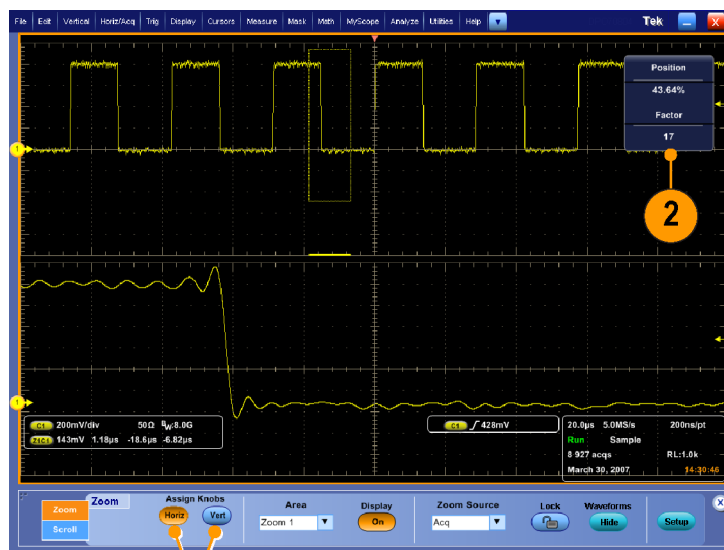 File Edit Vertical Horiz/Acq Trig Display Cursors Measure Mask Math MyScope Analyze Utilities Help Tek X
Position
43.64%
Factor
17
2
1
1
C1 200mV/div 50Ω BW:8.0G
Z1C1 143mV 1.18µs -18.6µs -6.82µs
C1 428mV
20.0µs 5.0MS/s 200ns/pt
Run Sample
8 927 acqs RL:1.0k
March 30, 2007 14:30:46
Zoom
Scroll
Zoom
Assign Knobs
Horiz Vert
Area
Zoom 1
Display
On
Zoom Source
Acq
Lock
Waveforms
Hide
Setup
X